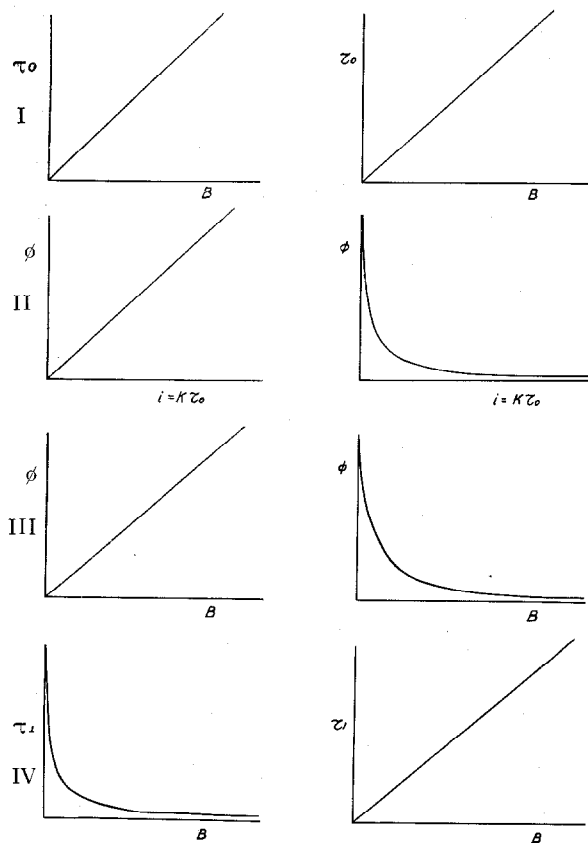 τ₀ τ₀
I
B B
φ φ
II
i = Kτ₀ i = Kτ₀
φ φ
III
B B
τ₁ τ₁
IV
B B